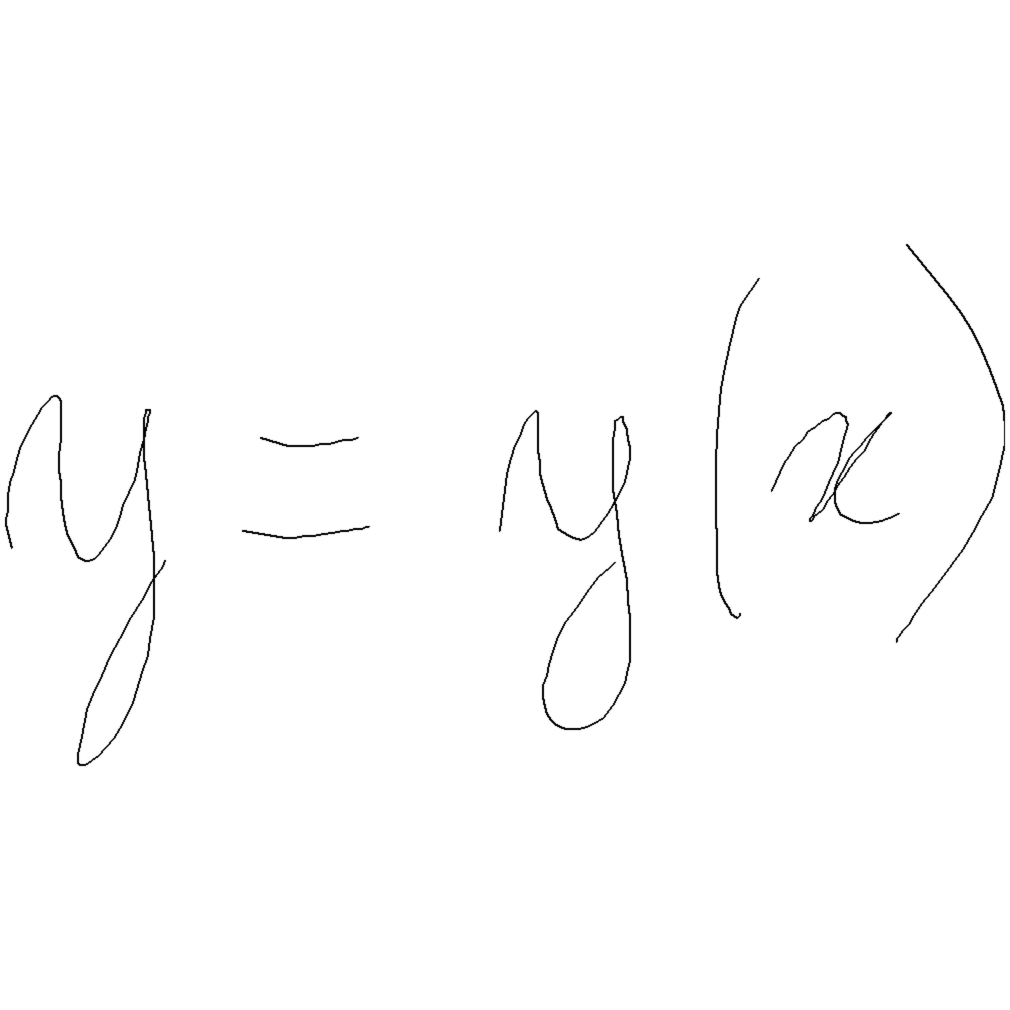 y = y(x)